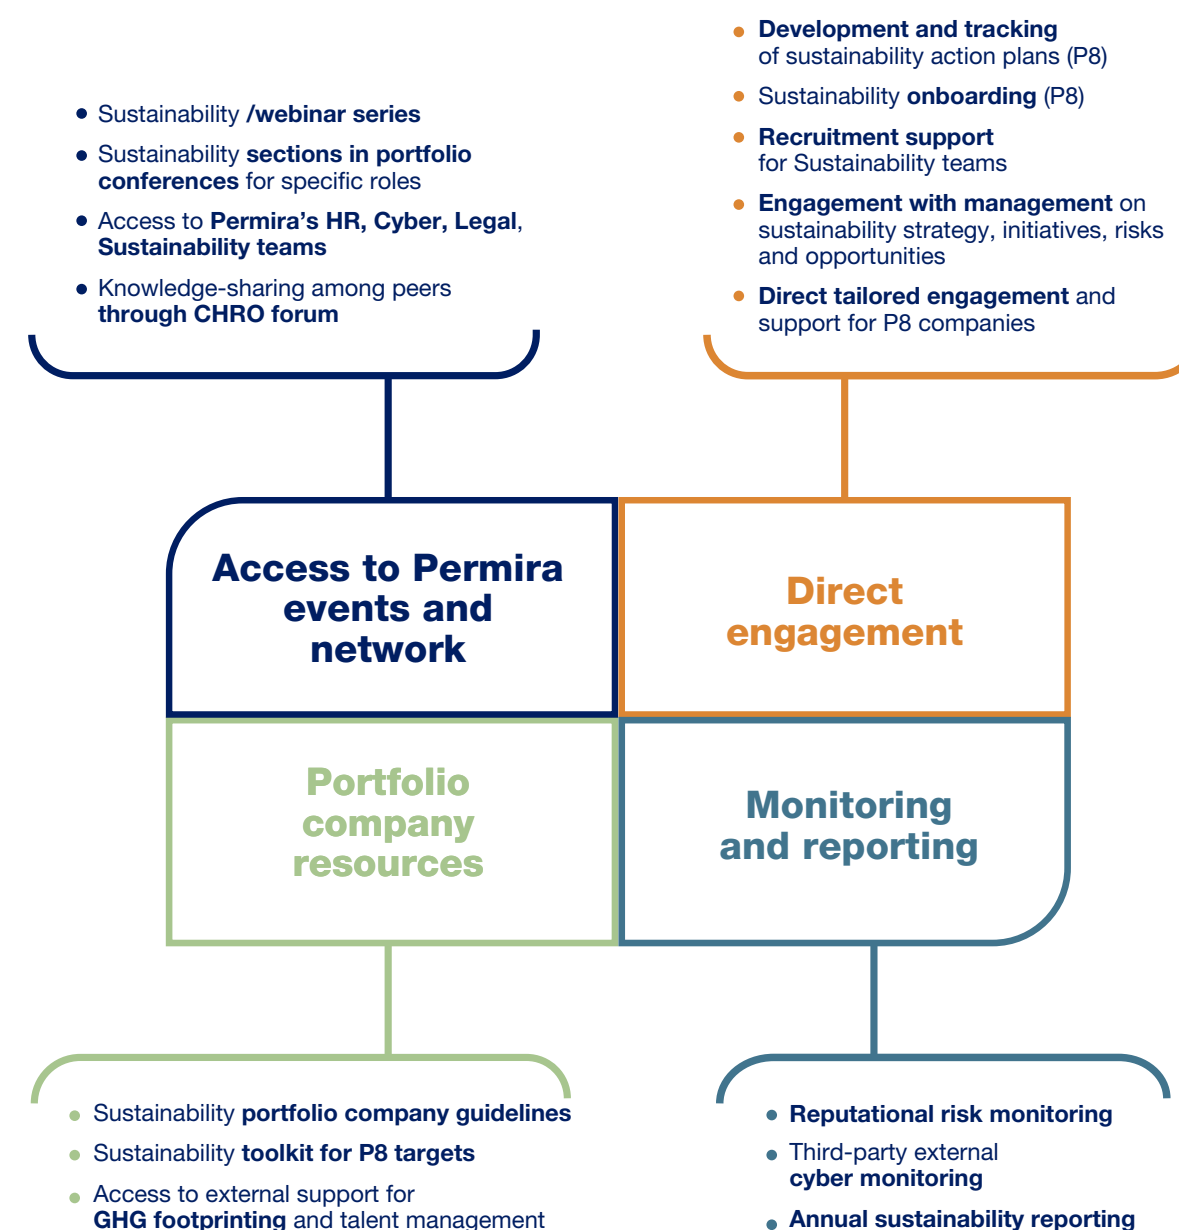 Sustainability /webinar series
Sustainability sections in portfolio
conferences for specific roles
Access to Permira’s HR, Cyber, Legal,
Sustainability teams
Knowledge-sharing among peers
through CHRO forum
Development and tracking
of sustainability action plans (P8)
Sustainability onboarding (P8)
Recruitment support
for Sustainability teams
Engagement with management on
sustainability strategy, initiatives, risks
and opportunities
Direct tailored engagement and
support for P8 companies
Access to Permira
events and
network
Direct
engagement
Portfolio
company
resources
Monitoring
and reporting
Sustainability portfolio company guidelines
Sustainability toolkit for P8 targets
Access to external support for
GHG footprinting and talent management
Reputational risk monitoring
Third-party external
cyber monitoring
Annual sustainability reporting